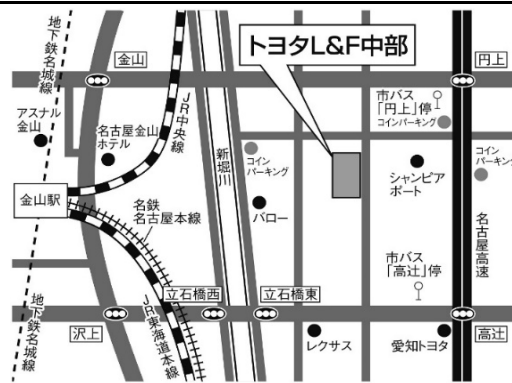 地下鉄名城線
金山
トヨタL&F中部
円上
市バス
「円上」停
コインパーキング
アスナル
金山
名古屋金山
ホテル
JR中央線
新堀川
コイン
パーキング
シャンピア
ポート
コイン
パーキング
金山駅
名鉄
名古屋本線
バロー
名古屋高速
市バス
「高辻」停
立石橋西
立石橋東
地下鉄名城線
沢上
JR東海道本線
レクサス
愛知トヨタ
高辻